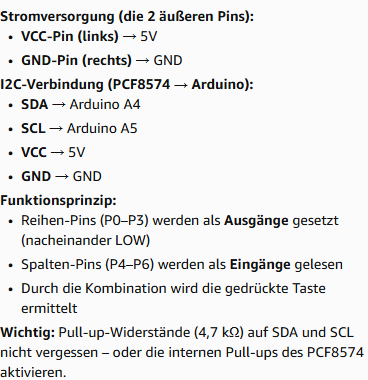 Stromversorgung (die 2 äußeren Pins):
• VCC-Pin (links) → 5V
• GND-Pin (rechts) → GND
I2C-Verbindung (PCF8574 → Arduino):
• SDA → Arduino A4
• SCL → Arduino A5
• VCC → 5V
• GND → GND
Funktionsprinzip:
• Reihen-Pins (P0–P3) werden als Ausgänge gesetzt
(nacheinander LOW)
• Spalten-Pins (P4–P6) werden als Eingänge gelesen
• Durch die Kombination wird die gedrückte Taste
ermittelt
Wichtig: Pull-up-Widerstände (4,7 kΩ) auf SDA und SCL
nicht vergessen – oder die internen Pull-ups des PCF8574
aktivieren.